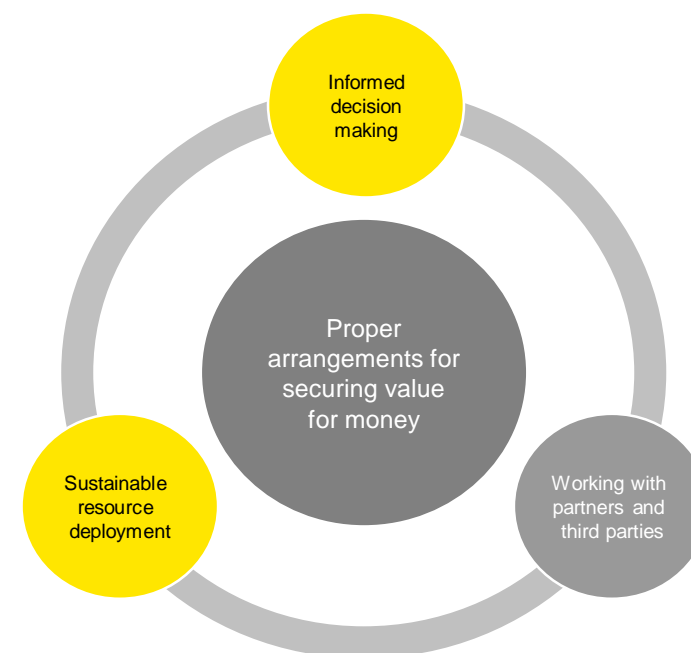 Informed
decision
making
Proper
arrangements for
securing value
for money
Sustainable
resource
deployment
Working with
partners and
third parties